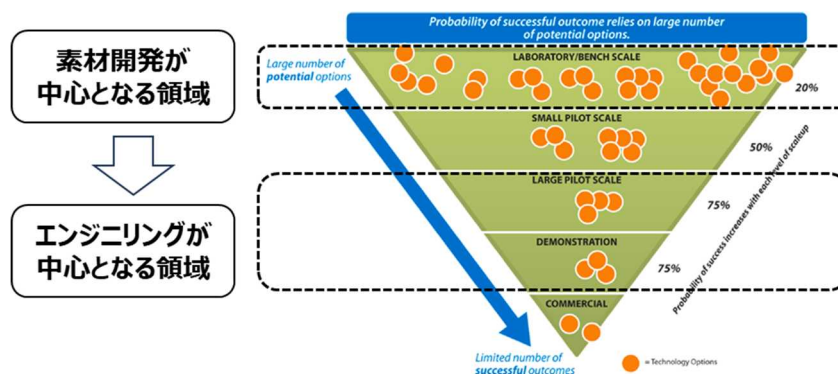 Probability of successful outcome relies on large number
of potential options.
素材開発が
中心となる領域
エンジニリングが
中心となる領域
Large number of
potential options
LABORATORY/BENCH SCALE
20%
SMALL PILOT SCALE
50%
LARGE PILOT SCALE
75%
DEMONSTRATION
75%
COMMERCIAL
Probability of success increases with each level of scaleup
Limited number of
successful outcomes
= Technology Options